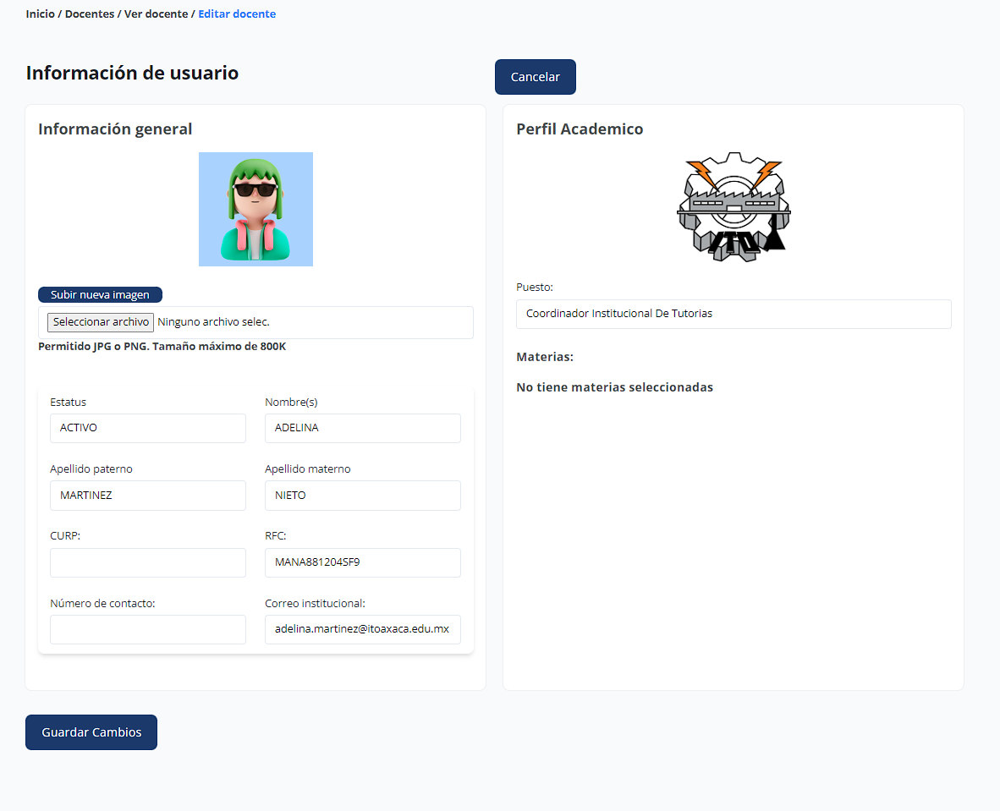 Inicio / Docentes / Ver docente / Editar docente
Información de usuario
Cancelar
Información general
Subir nueva imagen
Seleccionar archivo Ninguno archivo selec.
Permitido JPG o PNG. Tamaño máximo de 800K
Estatus
Nombre(s)
ACTIVO
ADELINA
Apellido paterno
Apellido materno
MARTINEZ
NIETO
CURP:
RFC:
MANA881204SF9
Número de contacto:
Correo institucional:
adelina.martinez@itoaxaca.edu.mx
Perfil Academico
ITO
Puesto:
Coordinador Institucional De Tutorias
Materias:
No tiene materias seleccionadas
Guardar Cambios